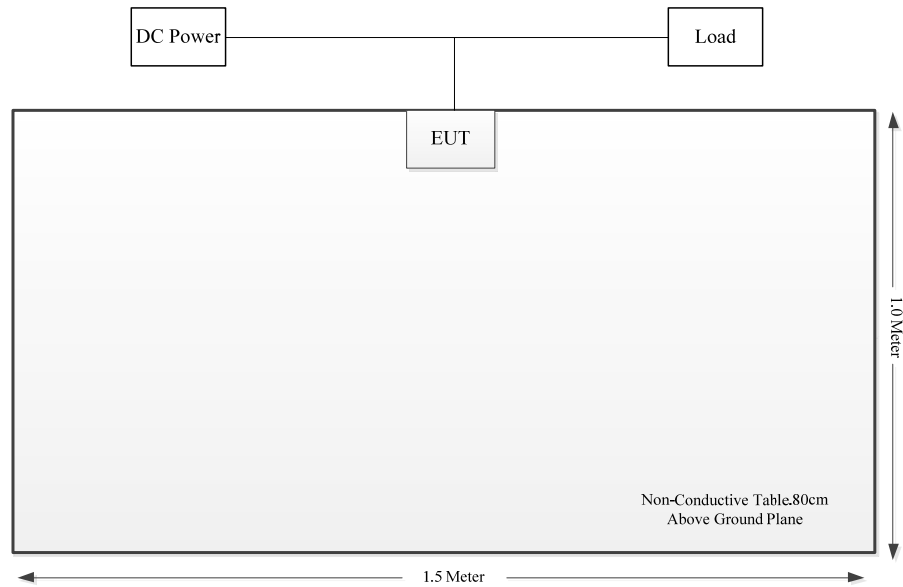 DC Power
Load
EUT
1.0 Meter
Non-Conductive Table.80cm
Above Ground Plane
1.5 Meter